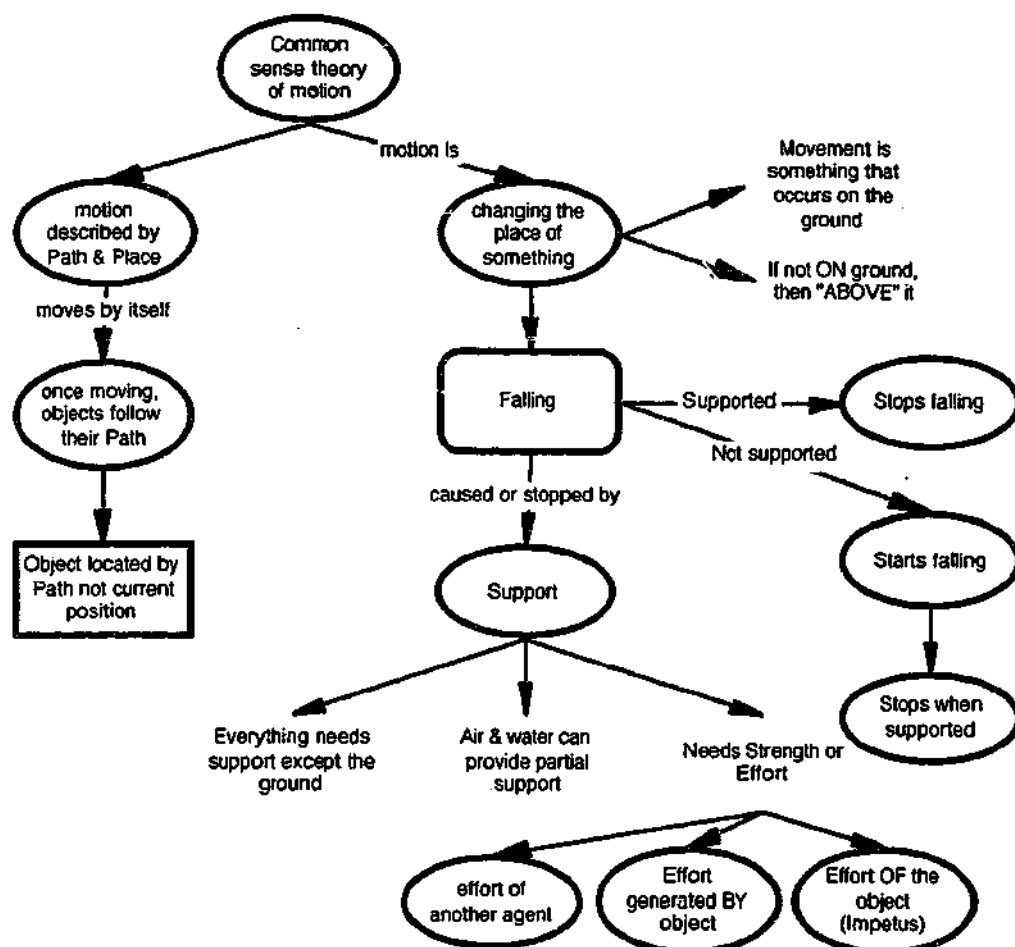 Common
sense theory
of motion
motion is
Movement is
something that
occurs on the
ground
motion
described by
Path & Place
changing the
place of
something
If not ON ground,
then "ABOVE" it
moves by itself
once moving,
objects follow
their Path
Falling
Supported
Stops falling
Not supported
caused or stopped by
Object located by
Path not current
position
Support
Starts falling
Stops when
supported
Everything needs
support except the
ground
Air & water can
provide partial
support
Needs Strength or
Effort
effort of
another agent
Effort
generated BY
object
Effort OF the
object
(Impetus)